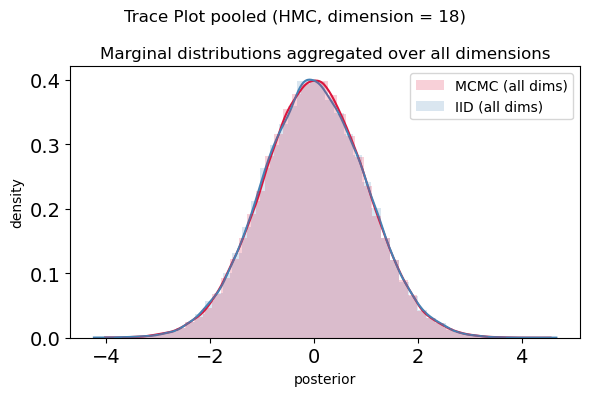 Trace Plot pooled (HMC, dimension = 18)
Marginal distributions aggregated over all dimensions
MCMC (all dims)
IID (all dims)
density
0.4
0.3
0.2
0.1
0.0
−4
−2
0
2
4
posterior